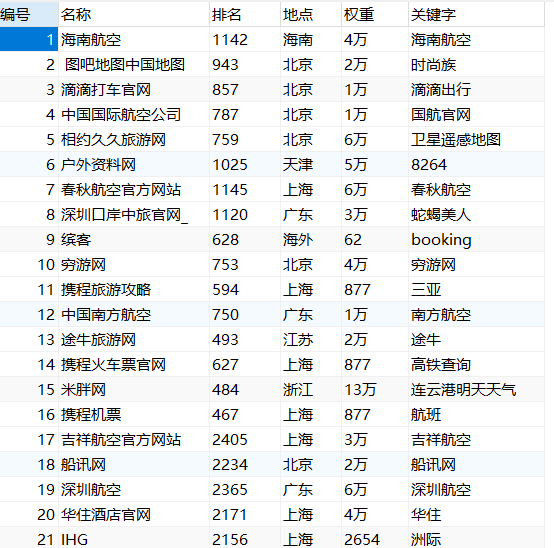 编号 名称 排名 地点 权重 关键字
1 海南航空 1142 海南 4万 海南航空
2 图吧地图中国地图 943 北京 2万 时尚族
3 滴滴打车官网 857 北京 1万 滴滴出行
4 中国国际航空公司 787 北京 1万 国航官网
5 相约久久旅游网 759 北京 6万 卫星遥感地图
6 户外资料网 1025 天津 5万 8264
7 春秋航空官方网站 1145 上海 6万 春秋航空
8 深圳口岸中旅官网_ 1120 广东 3万 蛇蝎美人
9 缤客 628 海外 62 booking
10 穷游网 753 北京 4万 穷游网
11 携程旅游攻略 594 上海 877 三亚
12 中国南方航空 750 广东 1万 南方航空
13 途牛旅游网 493 江苏 2万 途牛
14 携程火车票官网 627 上海 877 高铁查询
15 米胖网 484 浙江 13万 连云港明天天气
16 携程机票 467 上海 877 航班
17 吉祥航空官方网站 2405 上海 3万 吉祥航空
18 船讯网 2234 北京 2万 船讯网
19 深圳航空 2365 广东 6万 深圳航空
20 华住酒店官网 2171 上海 4万 华住
21 IHG 2156 上海 2654 洲际